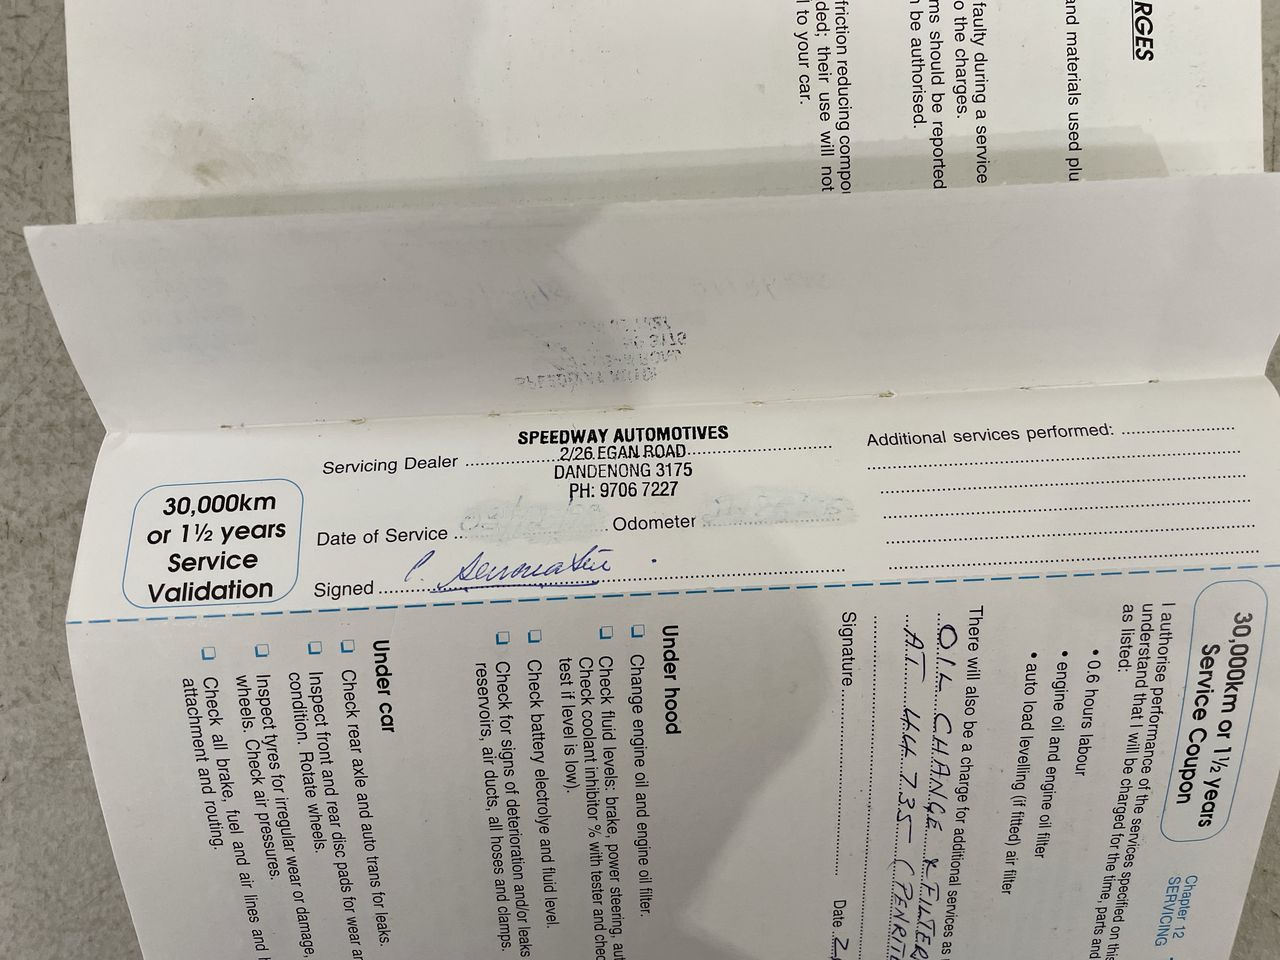 RGES
and materials used plu
faulty during a service
o the charges.
ms should be reported
n be authorised.
friction reducing compo
ded; their use will not
l to your car.
30,000km
or 1½ years
Service
Validation
Servicing Dealer
SPEEDWAY AUTOMOTIVES
2/26 EGAN ROAD
DANDENONG 3175
PH: 9706 7227
Date of Service
Odometer
Signed
Additional services performed:
30,000km or 1½ years
Service Coupon
Chapter 12
SERVICING
I authorise performance of the services specified on this
understand that I will be charged for the time, parts and
as listed:
• 0.6 hours labour
• engine oil and engine oil filter
• auto load levelling (if fitted) air filter
There will also be a charge for additional services as
OIL CHANGE & FILTER
AT 44735 (PENRITE
Signature
Date 2
Under hood
❑ Change engine oil and engine oil filter.
❑ Check fluid levels: brake, power steering, aut
Check coolant inhibitor % with tester and chec
test if level is low).
❑ Check battery electrolye and fluid level.
❑ Check for signs of deterioration and/or leaks
reservoirs, air ducts, all hoses and clamps.
Under car
❑ Check rear axle and auto trans for leaks.
❑ Inspect front and rear disc pads for wear an
condition. Rotate wheels.
❑ Inspect tyres for irregular wear or damage,
wheels. Check air pressures.
❑ Check all brake, fuel and air lines and h
attachment and routing.